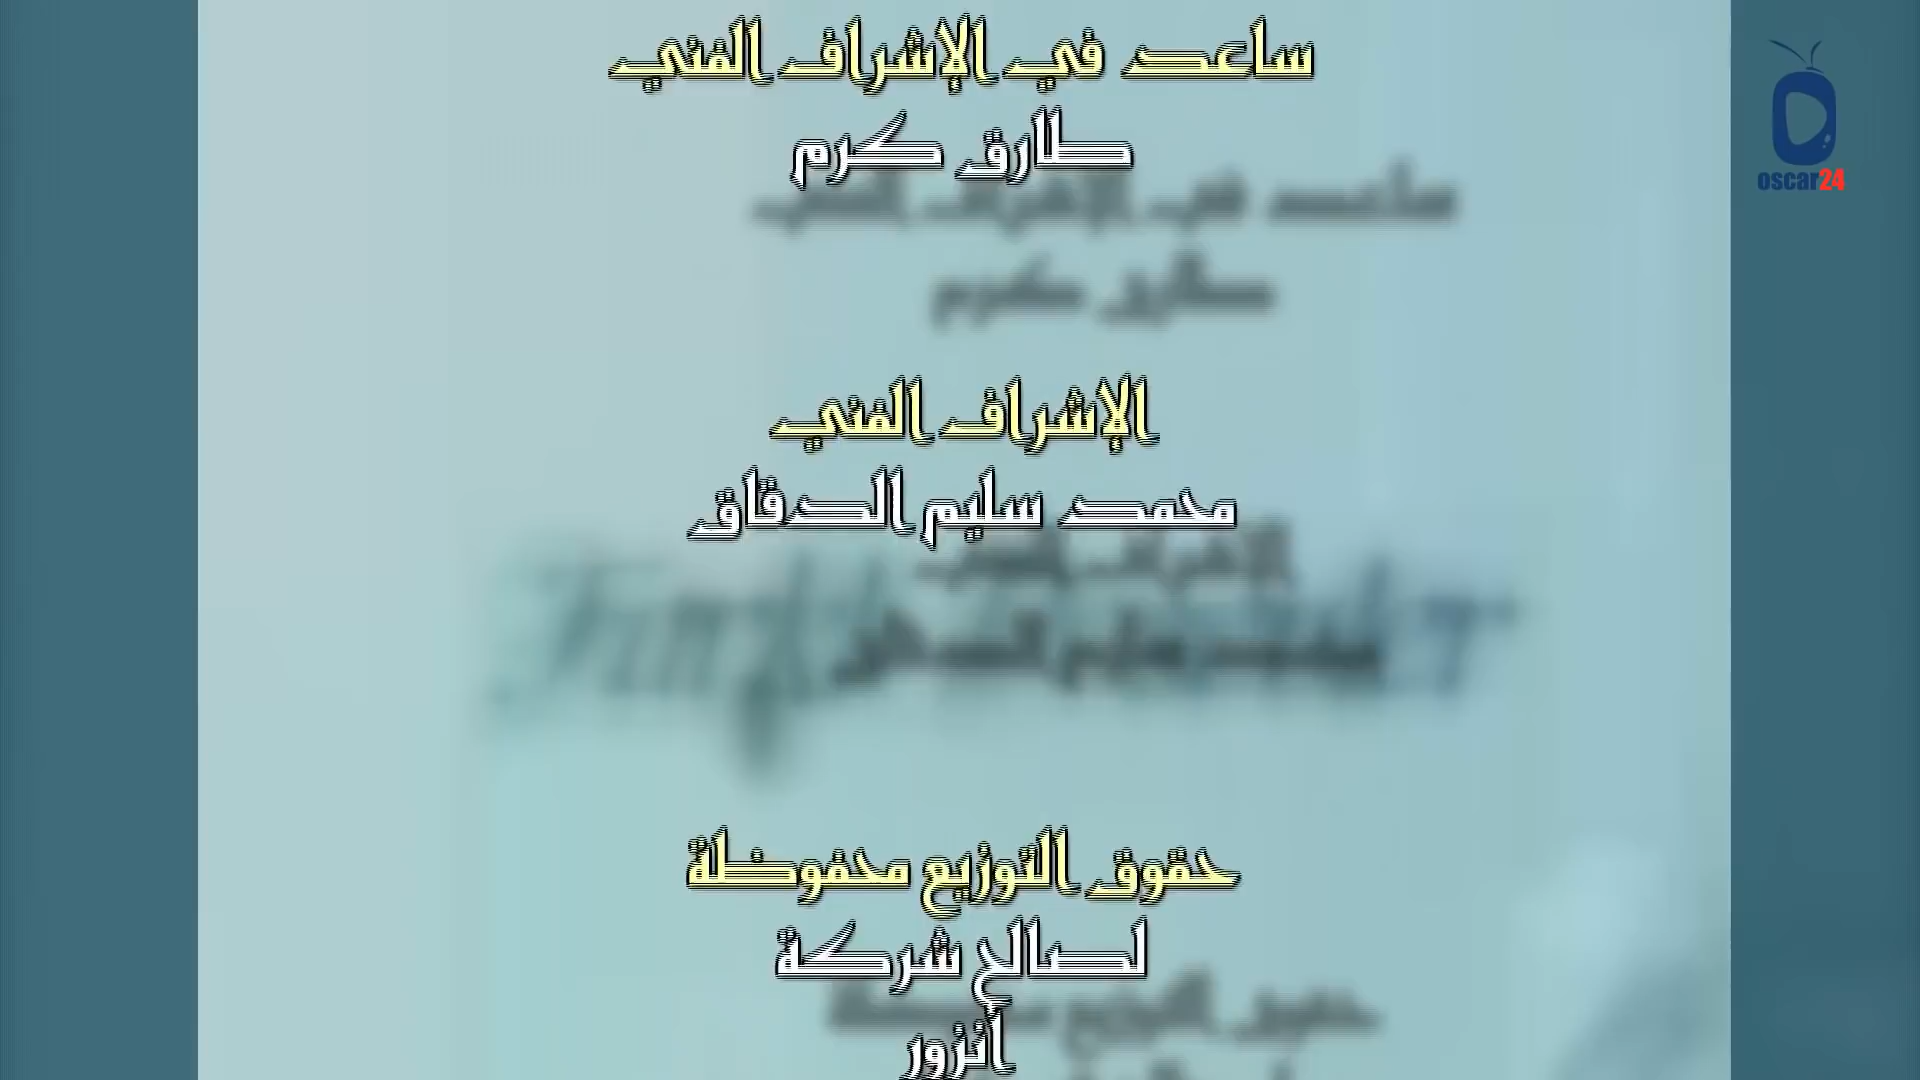 ساعد في الإشراف الفني
طارق كرم
الإشراف الفني
محمد سليم الدقاق
حقوق التوزيع محفوظة
لصالح شركة
أنزور
oscar24